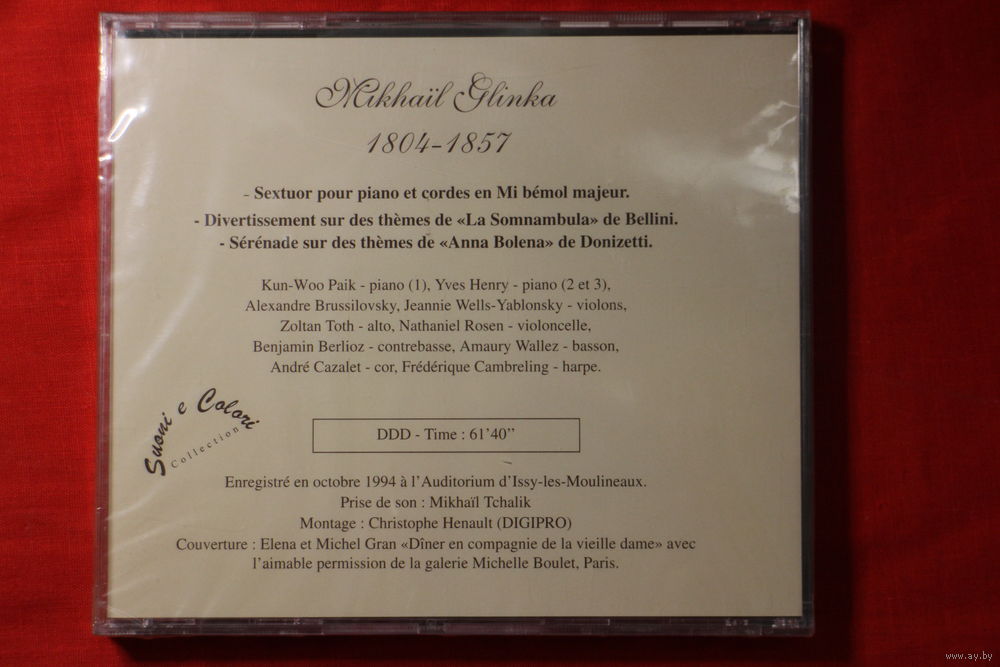 Mikhaïl Glinka
1804-1857
- Sextuor pour piano et cordes en Mi bémol majeur.
- Divertissement sur des thèmes de «La Somnambula» de Bellini.
- Sérénade sur des thèmes de «Anna Bolena» de Donizetti.
Kun-Woo Paik - piano (1), Yves Henry - piano (2 et 3),
Alexandre Brussilovsky, Jeannie Wells-Yablonsky - violons,
Zoltan Toth - alto, Nathaniel Rosen - violoncelle,
Benjamin Berlioz - contrebasse, Amaury Wallez - basson,
André Cazalet - cor, Frédérique Cambreling - harpe.
Suoni e Colori
Collection
DDD - Time : 61’40’’
Enregistré en octobre 1994 à l’Auditorium d’Issy-les-Moulineaux.
Prise de son : Mikhaïl Tchalik
Montage : Christophe Henault (DIGIPRO)
Couverture : Elena et Michel Gran «Dîner en compagnie de la vieille dame» avec
l’aimable permission de la galerie Michelle Boulet, Paris.
www.ay.by